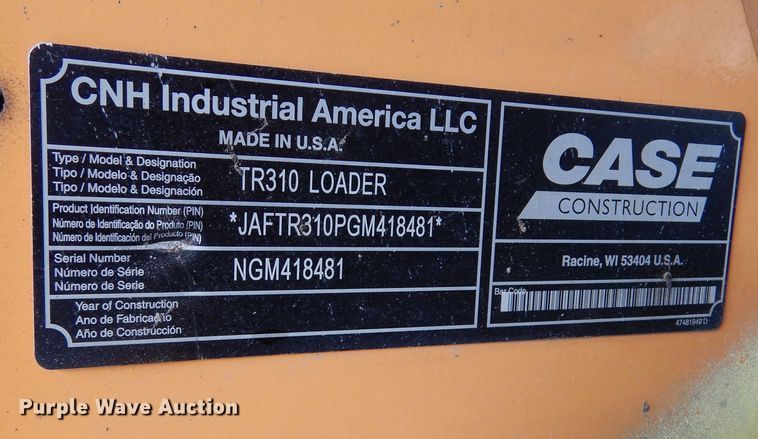 CNH Industrial America LLC
MADE IN U.S.A.
Type / Model & Designation
Tipo / Modelo & Designação
Tipo / Modelo & Designación
TR310 LOADER
Product Identification Number (PIN)
Número de Identificação do Produto (PIN)
Número de Identificación del Producto (PIN)
*JAFTR310PGM418481*
Serial Number
Número de Série
Número de Serie
NGM418481
Year of Construction
Ano de Fabricação
Año de Construcción
CASE
CONSTRUCTION
Racine, WI 53404 U.S.A.
Bar Code
47481949'D'
Purple Wave Auction